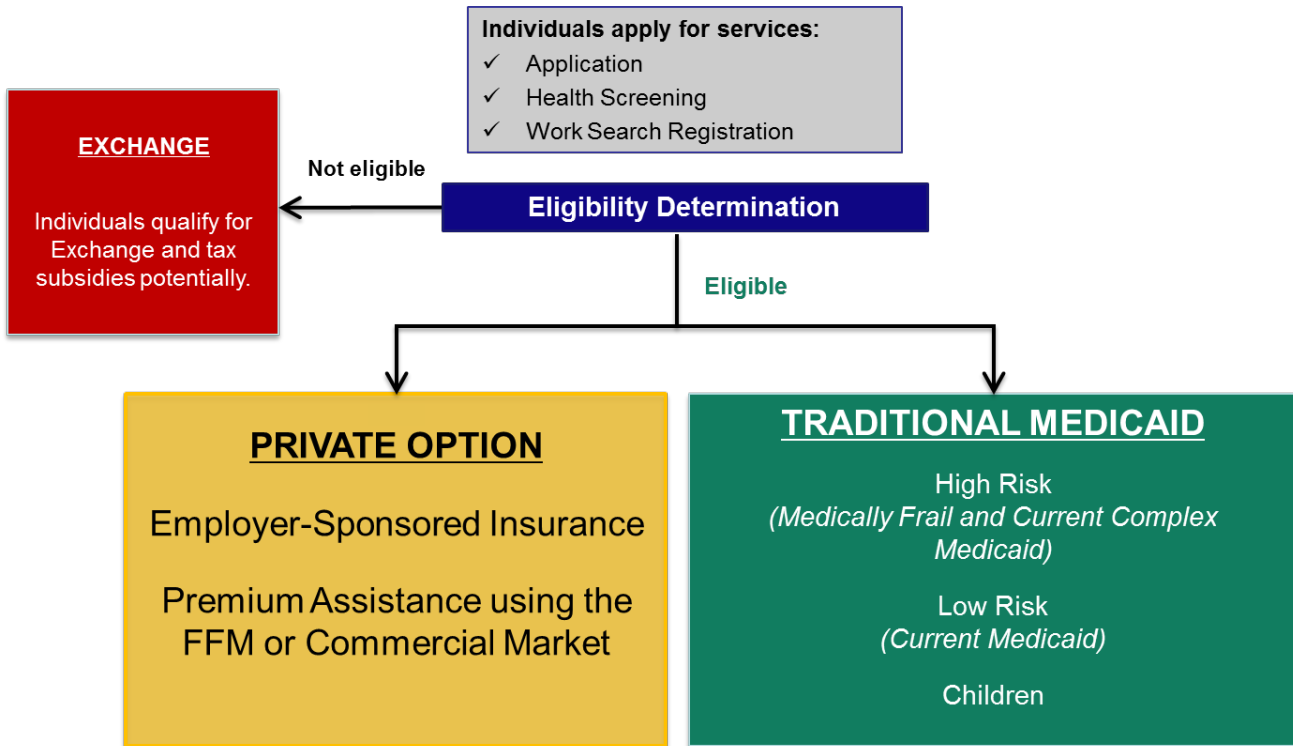 Individuals apply for services:
✓ Application
✓ Health Screening
✓ Work Search Registration
EXCHANGE
Individuals qualify for
Exchange and tax
subsidies potentially.
Not eligible
Eligibility Determination
Eligible
PRIVATE OPTION
Employer-Sponsored Insurance
Premium Assistance using the
FFM or Commercial Market
TRADITIONAL MEDICAID
High Risk
(Medically Frail and Current Complex
Medicaid)
Low Risk
(Current Medicaid)
Children